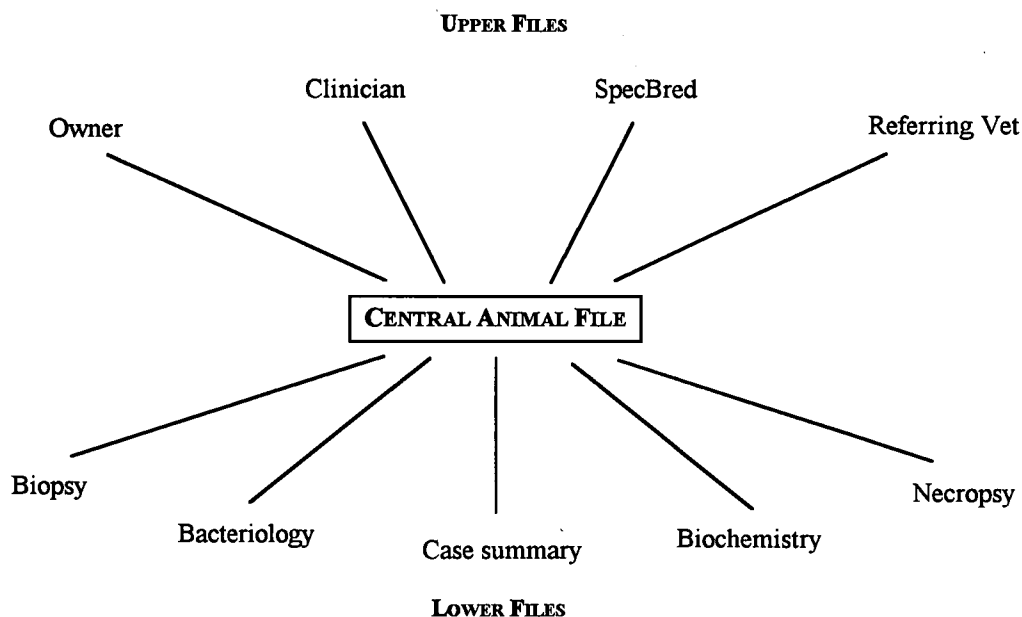 UPPER FILES
Clinician
SpecBred
Owner
Referring Vet
CENTRAL ANIMAL FILE
Biopsy
Necropsy
Bacteriology
Case summary
Biochemistry
LOWER FILES